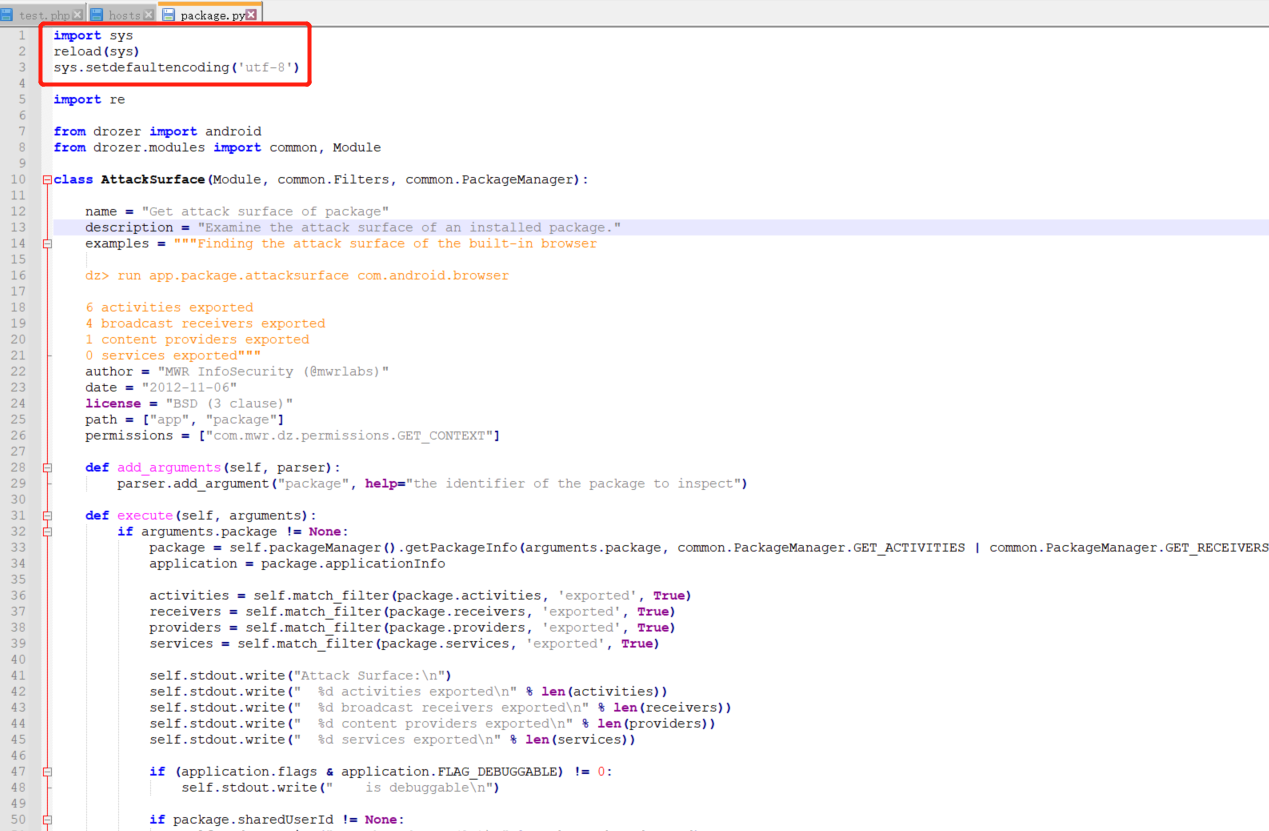 test.php hosts package.py
1 import sys
2 reload(sys)
3 sys.setdefaultencoding('utf-8')
4
5 import re
6
7 from drozer import android
8 from drozer.modules import common, Module
9
10 class AttackSurface(Module, common.Filters, common.PackageManager):
11
12 name = "Get attack surface of package"
13 description = "Examine the attack surface of an installed package."
14 examples = """Finding the attack surface of the built-in browser
15
16 dz> run app.package.attacksurface com.android.browser
17
18 6 activities exported
19 4 broadcast receivers exported
20 1 content providers exported
21 0 services exported"""
22 author = "MWR InfoSecurity (@mwrlabs)"
23 date = "2012-11-06"
24 license = "BSD (3 clause)"
25 path = ["app", "package"]
26 permissions = ["com.mwr.dz.permissions.GET_CONTEXT"]
27
28 def add_arguments(self, parser):
29 parser.add_argument("package", help="the identifier of the package to inspect")
30
31 def execute(self, arguments):
32 if arguments.package != None:
33 package = self.packageManager().getPackageInfo(arguments.package, common.PackageManager.GET_ACTIVITIES | common.PackageManager.GET_RECEIVERS
34 application = package.applicationInfo
35
36 activities = self.match_filter(package.activities, 'exported', True)
37 receivers = self.match_filter(package.receivers, 'exported', True)
38 providers = self.match_filter(package.providers, 'exported', True)
39 services = self.match_filter(package.services, 'exported', True)
40
41 self.stdout.write("Attack Surface:\n")
42 self.stdout.write("  %d activities exported\n" % len(activities))
43 self.stdout.write("  %d broadcast receivers exported\n" % len(receivers))
44 self.stdout.write("  %d content providers exported\n" % len(providers))
45 self.stdout.write("  %d services exported\n" % len(services))
46
47 if (application.flags & application.FLAG_DEBUGGABLE) != 0:
48 self.stdout.write("    is debuggable\n")
49
50 if package.sharedUserId != None: